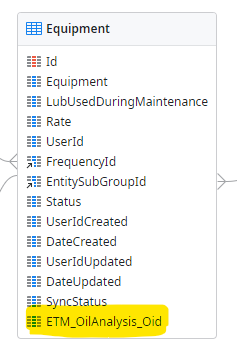 Equipment
Id
Equipment
LubUsedDuringMaintenance
Rate
UserId
FrequencyId
EntitySubGroupId
Status
UserIdCreated
DateCreated
UserIdUpdated
DateUpdated
SyncStatus
ETM_OilAnalysis_Oid